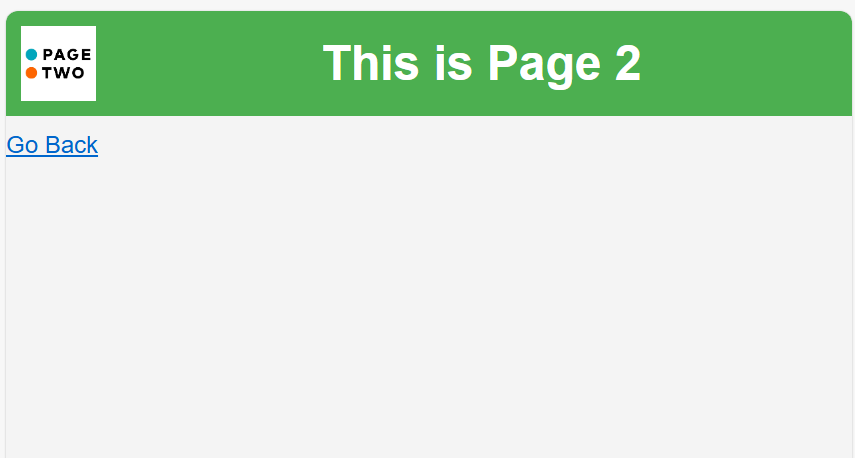 PAGE
TWO
This is Page 2
Go Back